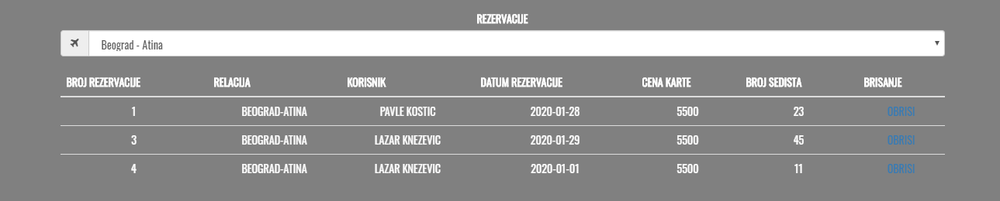 REZERVACIJE
Beograd - Atina
BROJ REZERVACIJE RELACIJA KORISNIK DATUM REZERVACIJE CENA KARTE BROJ SEDISTA BRISANJE
1 BEOGRAD-ATINA PAVLE KOSTIC 2020-01-28 5500 23 OBRISI
3 BEOGRAD-ATINA LAZAR KNEZEVIC 2020-01-29 5500 45 OBRISI
4 BEOGRAD-ATINA LAZAR KNEZEVIC 2020-01-01 5500 11 OBRISI